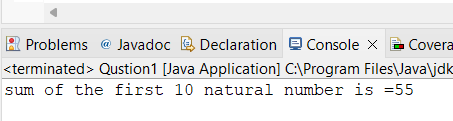 Problems @ Javadoc Declaration Console Covera
<terminated> Qustion1 [Java Application] C:\Program Files\Java\jdk
sum of the first 10 natural number is =55